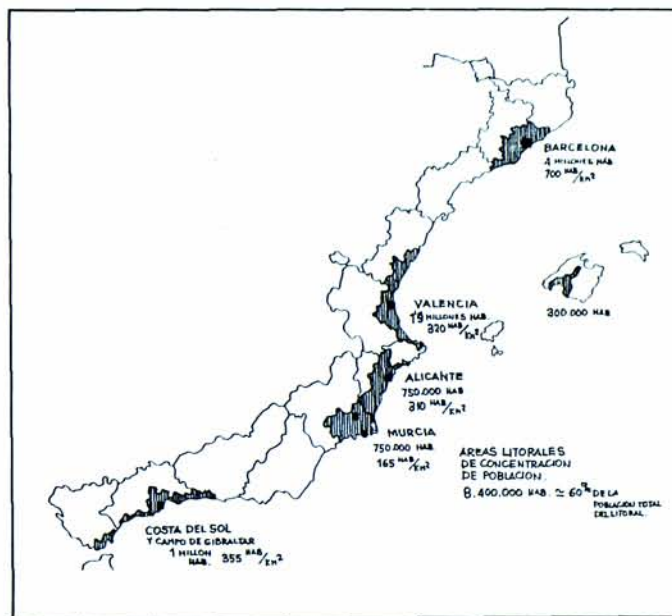 BARCELONA
4 MILLONES HAB
700 HAB/KM²
300.000 HAB
VALENCIA
1'9 MILLONES HAB.
320 HAB/KM²
ALICANTE
750.000 HAB
310 HAB/KM²
MURCIA
750.000 HAB
165 HAB/KM²
AREAS LITORALES
DE CONCENTRACION
DE POBLACION.
8.400.000 HAB. ≃ 60% DE LA
POBLACION TOTAL
DEL LITORAL.
COSTA DEL SOL
Y CAMPO DE GIBRALTAR
1 MILLON
HAB. 355 HAB/KM²